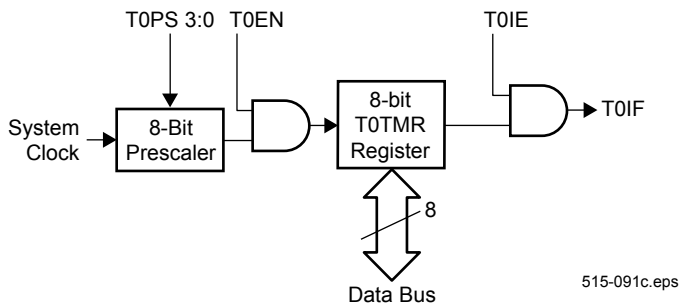 T0PS 3:0
T0EN
T0IE
System
Clock
8-Bit
Prescaler
8-bit
T0TMR
Register
T0IF
8
Data Bus
515-091c.eps